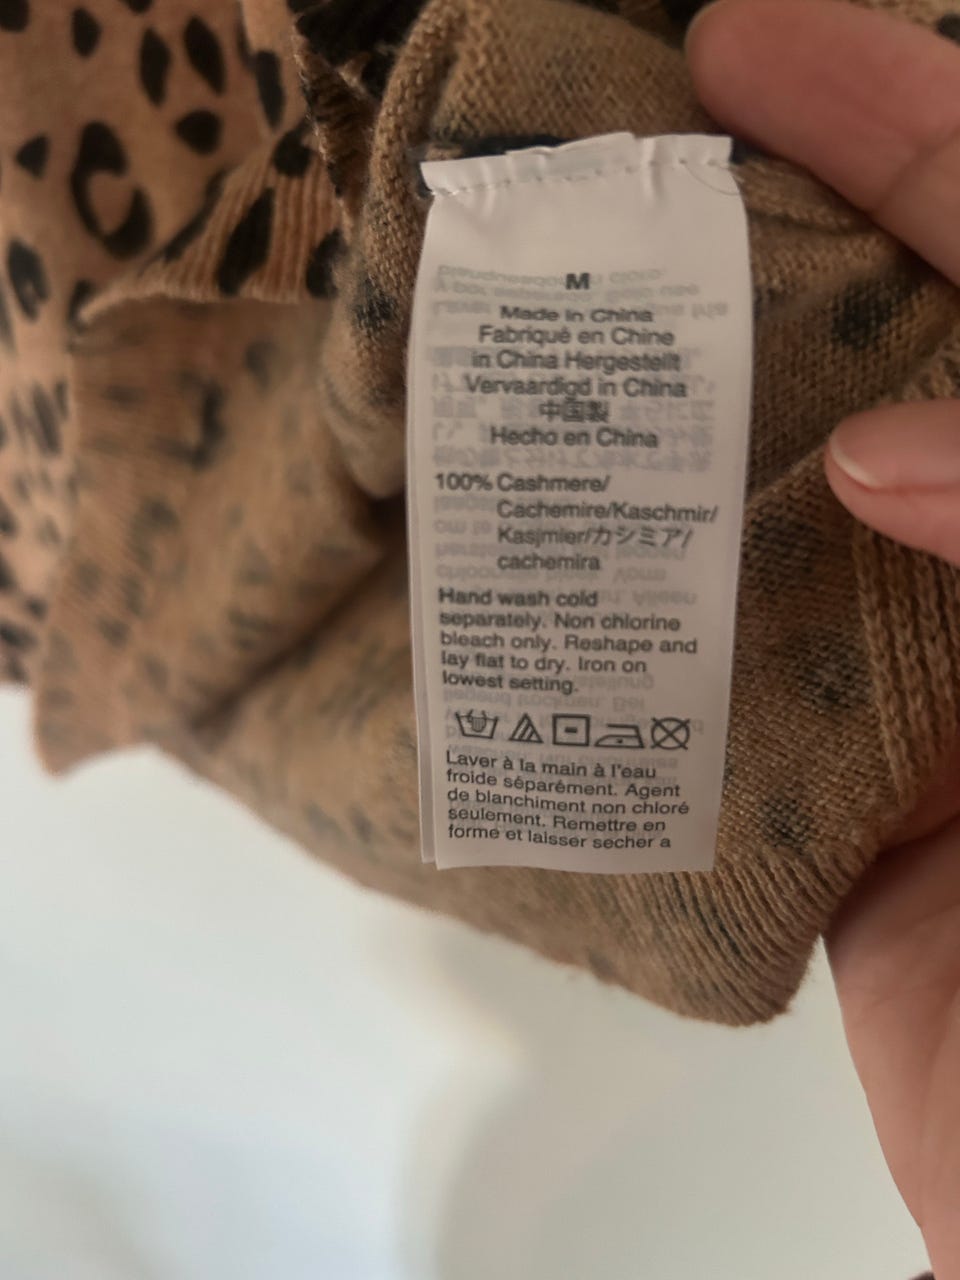 M
Made in China
Fabriqué en Chine
in China Hergestellt
Vervaardigd in China
中国製
Hecho en China
100% Cashmere/
Cachemire/Kaschmir/
Kasjmier/カシミア/
cachemira
Hand wash cold
separately. Non chlorine
bleach only. Reshape and
lay flat to dry. Iron on
lowest setting.
Laver à la main à l'eau
froide séparément. Agent
de blanchiment non chloré
seulement. Remettre en
forme et laisser secher a